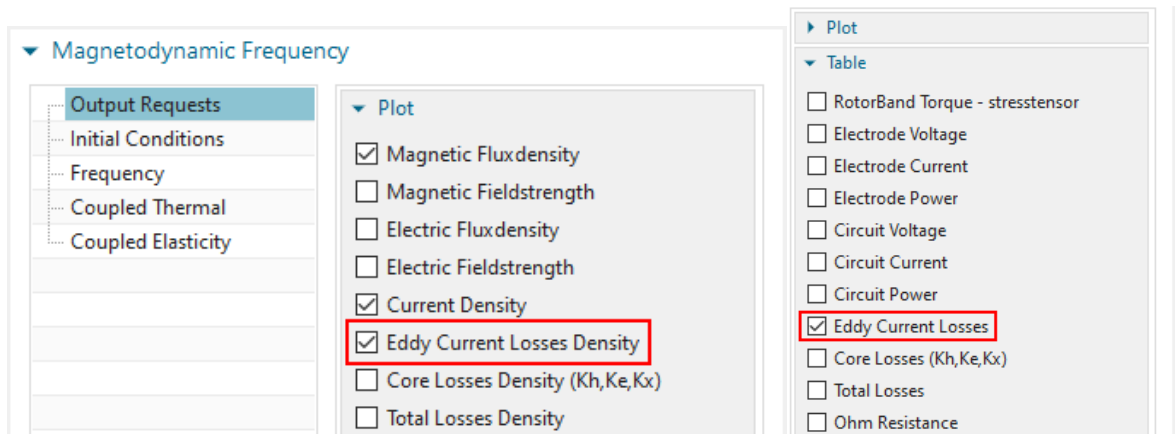 Magnetodynamic Frequency
Output Requests
Initial Conditions
Frequency
Coupled Thermal
Coupled Elasticity
Plot
Magnetic Fluxdensity
Magnetic Fieldstrength
Electric Fluxdensity
Electric Fieldstrength
Current Density
Eddy Current Losses Density
Core Losses Density (Kh,Ke,Kx)
Total Losses Density
Plot
Table
RotorBand Torque - stresstensor
Electrode Voltage
Electrode Current
Electrode Power
Circuit Voltage
Circuit Current
Circuit Power
Eddy Current Losses
Core Losses (Kh,Ke,Kx)
Total Losses
Ohm Resistance